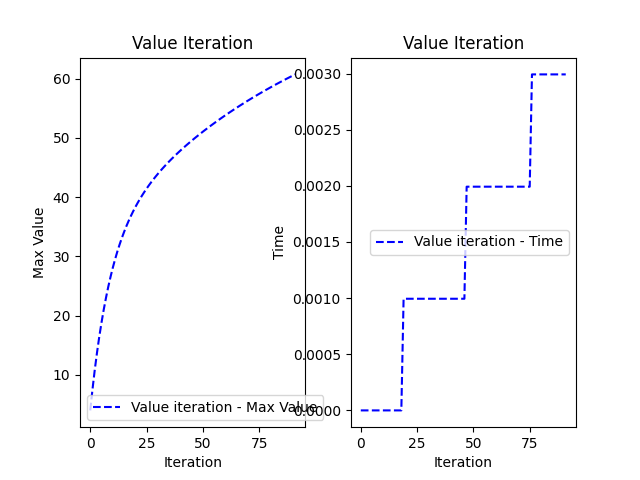 Value Iteration
Max Value
60
50
40
30
20
10
Value iteration - Max Value
0
25
50
75
Iteration
Value Iteration
Time
0.0030
0.0025
0.0020
0.0015
0.0010
0.0005
0.0000
Value iteration - Time
0
25
50
75
Iteration